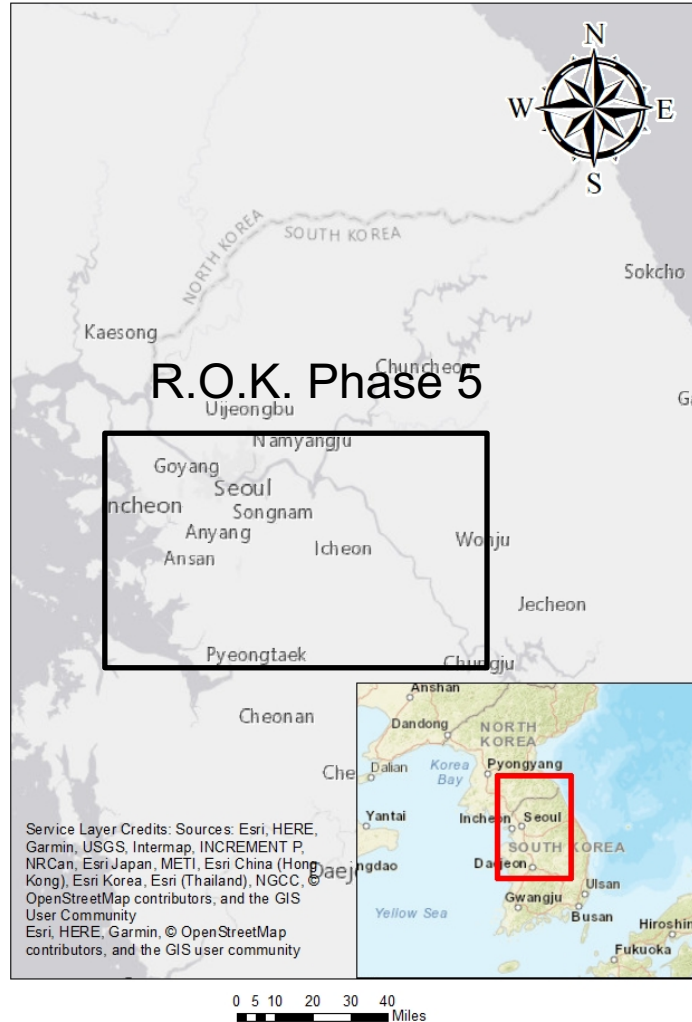 N
W E
S
NORTH KOREA
SOUTH KOREA
Sokcho
Kaesong
Chuncheon
R.O.K. Phase 5
Ga
Uijeongbu
Namyangju
Goyang
Seoul
ncheon
Songnam
Anyang
Wonju
Icheon
Ansan
Jecheon
Pyeongtaek
Chungju
Cheonan
Che
Daej
Service Layer Credits: Sources: Esri, HERE,
Garmin, USGS, Intermap, INCREMENT P,
NRCan, Esri Japan, METI, Esri China (Hong
Kong), Esri Korea, Esri (Thailand), NGCC, ©
OpenStreetMap contributors, and the GIS
User Community
Esri, HERE, Garmin, © OpenStreetMap
contributors, and the GIS user community
Anshan
Dandong
NORTH
KOREA
Dalian
Korea
Bay
Pyongyang
Yantai
Incheon
Seoul
SOUTH KOREA
Daejeon
ngdao
Ulsan
Gwangju
Yellow Sea
Busan
Hiroshim
Fukuoka
0 5 10 20 30 40
Miles